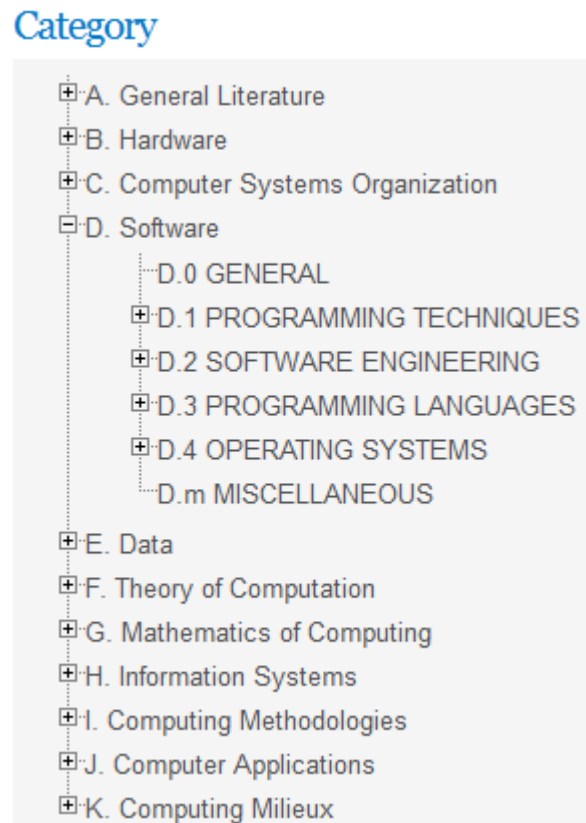 Category
A. General Literature
B. Hardware
C. Computer Systems Organization
D. Software
D.0 GENERAL
D.1 PROGRAMMING TECHNIQUES
D.2 SOFTWARE ENGINEERING
D.3 PROGRAMMING LANGUAGES
D.4 OPERATING SYSTEMS
D.m MISCELLANEOUS
E. Data
F. Theory of Computation
G. Mathematics of Computing
H. Information Systems
I. Computing Methodologies
J. Computer Applications
K. Computing Milieux